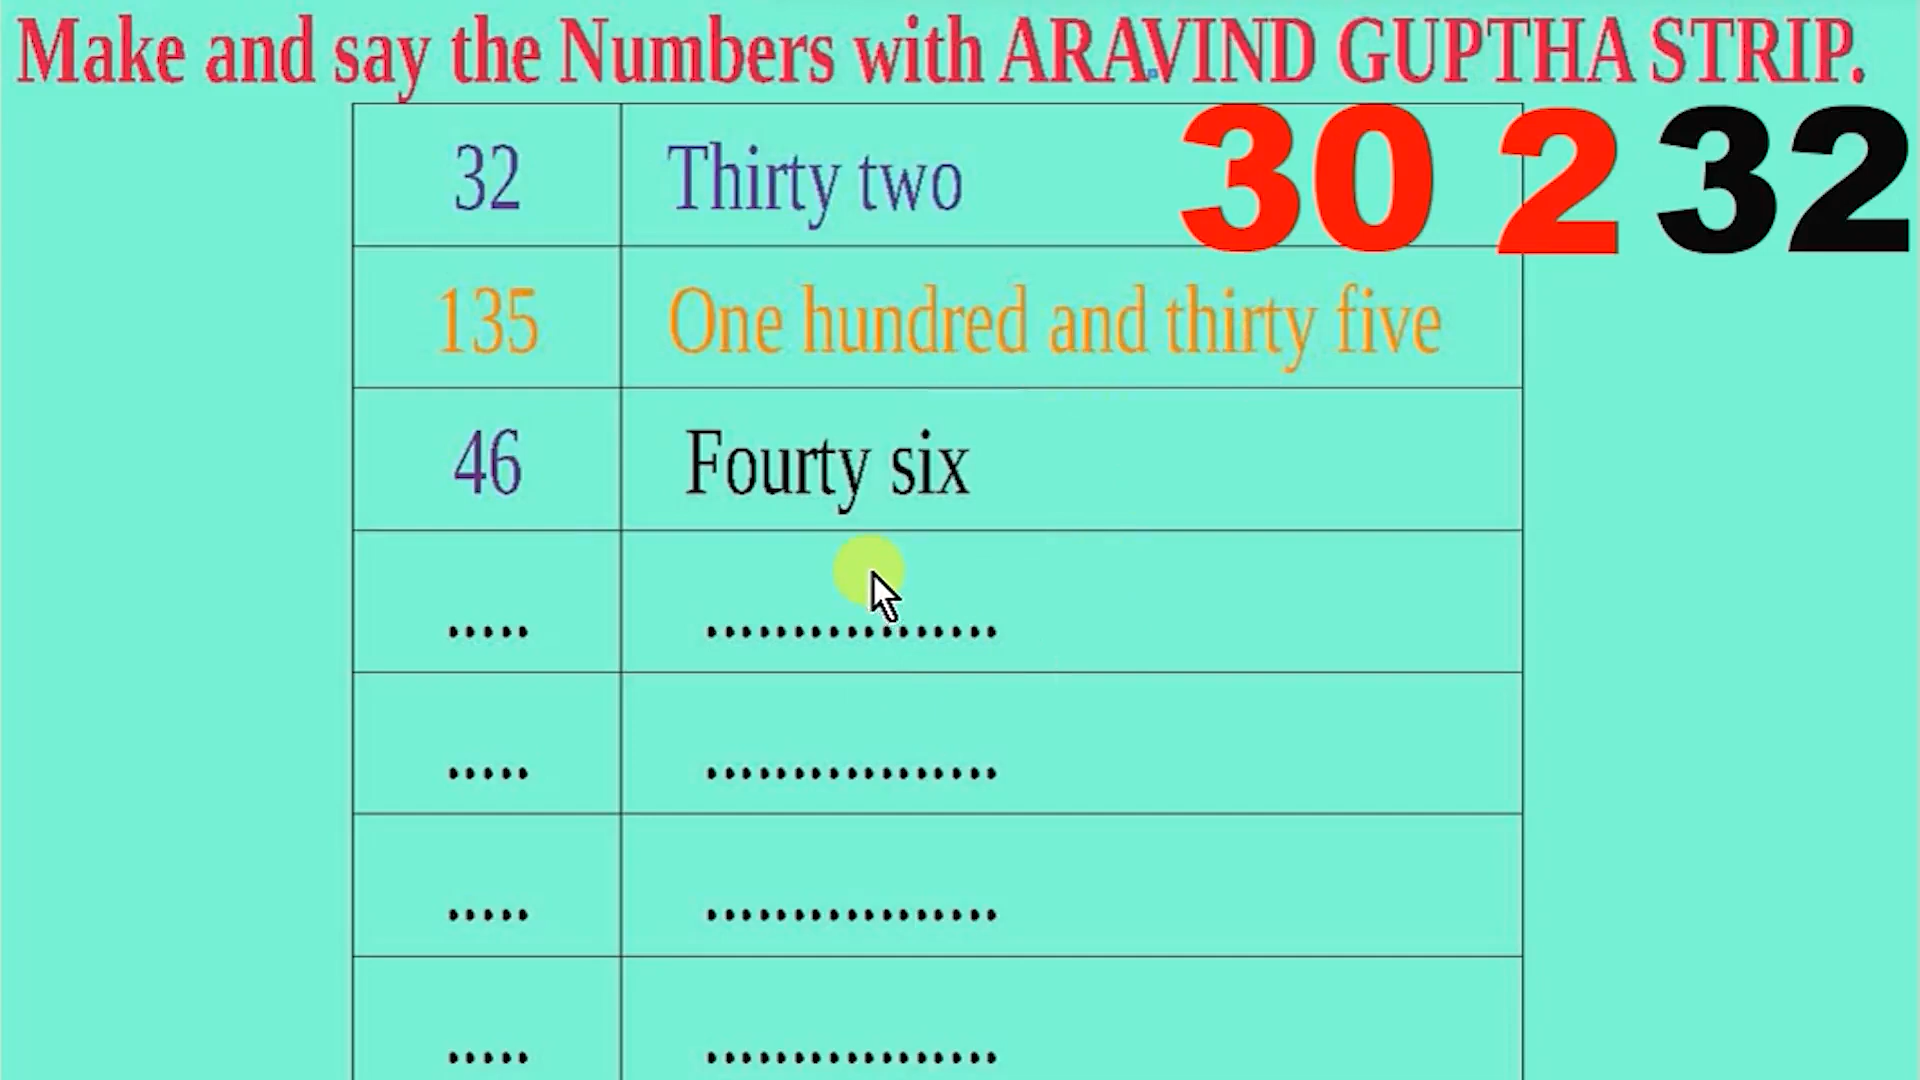 Make and say the Numbers with ARAVIND GUPTHA STRIP.
32 Thirty two 30 2 32
135 One hundred and thirty five
46 Fourty six
..... .................
..... .................
..... .................
..... .................